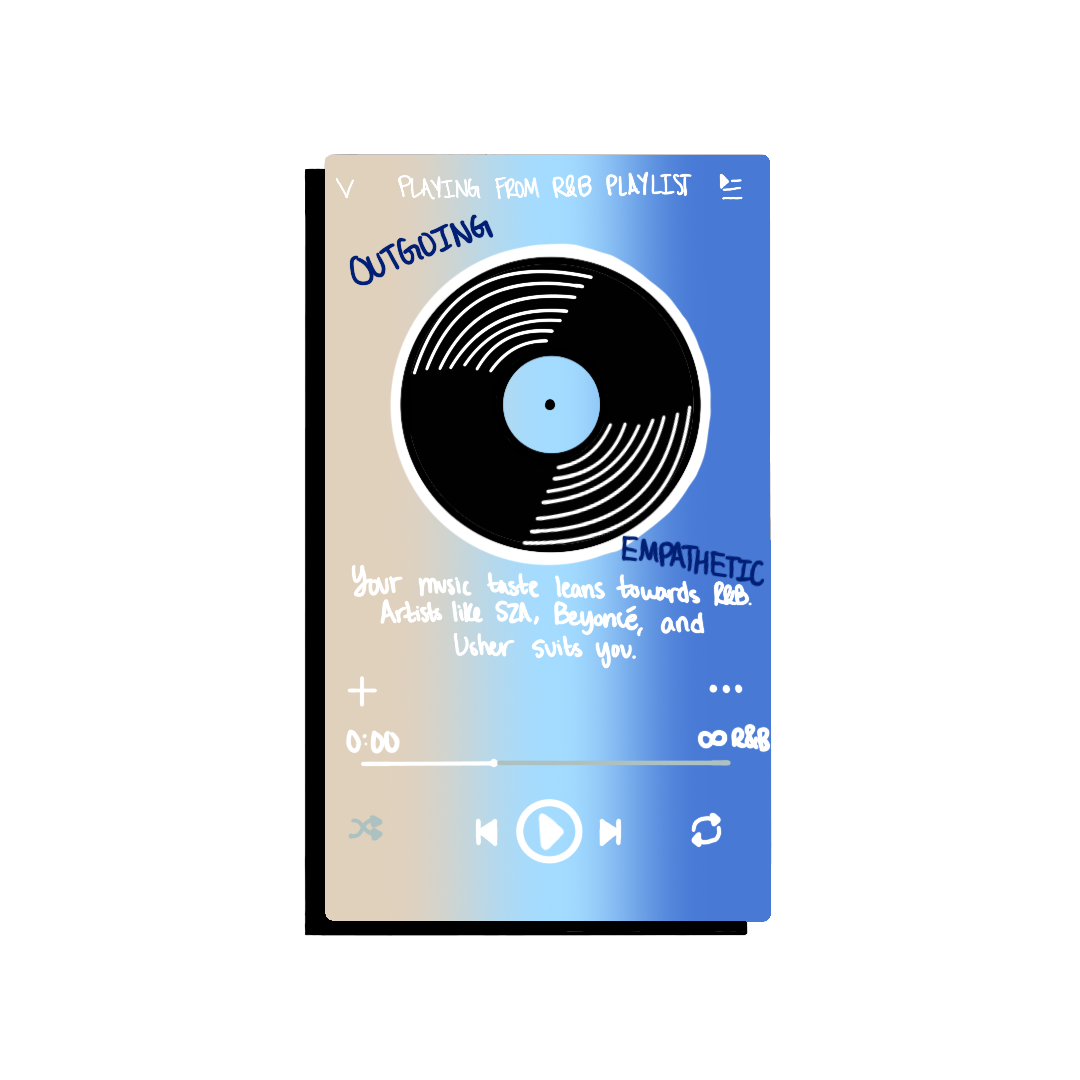 V
PLAYING FROM R&B PLAYLIST
OUTGOING
EMPATHETIC
Your music taste leans towards R&B.
Artists like SZA, Beyoncé, and
Usher suits you.
0:00
∞ R&B